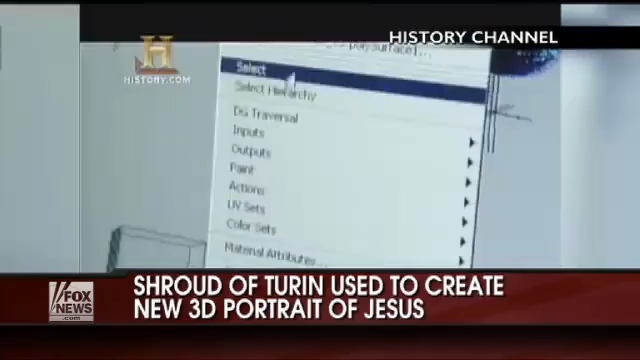 HISTORY CHANNEL
H
HISTORY.COM
Select
Select Hierarchy
DG Traversal
Inputs
Outputs
Paint
Actions
UV Sets
Color Sets
Material Attributes...
SHROUD OF TURIN USED TO CREATE
NEW 3D PORTRAIT OF JESUS
FOX
NEWS
.com